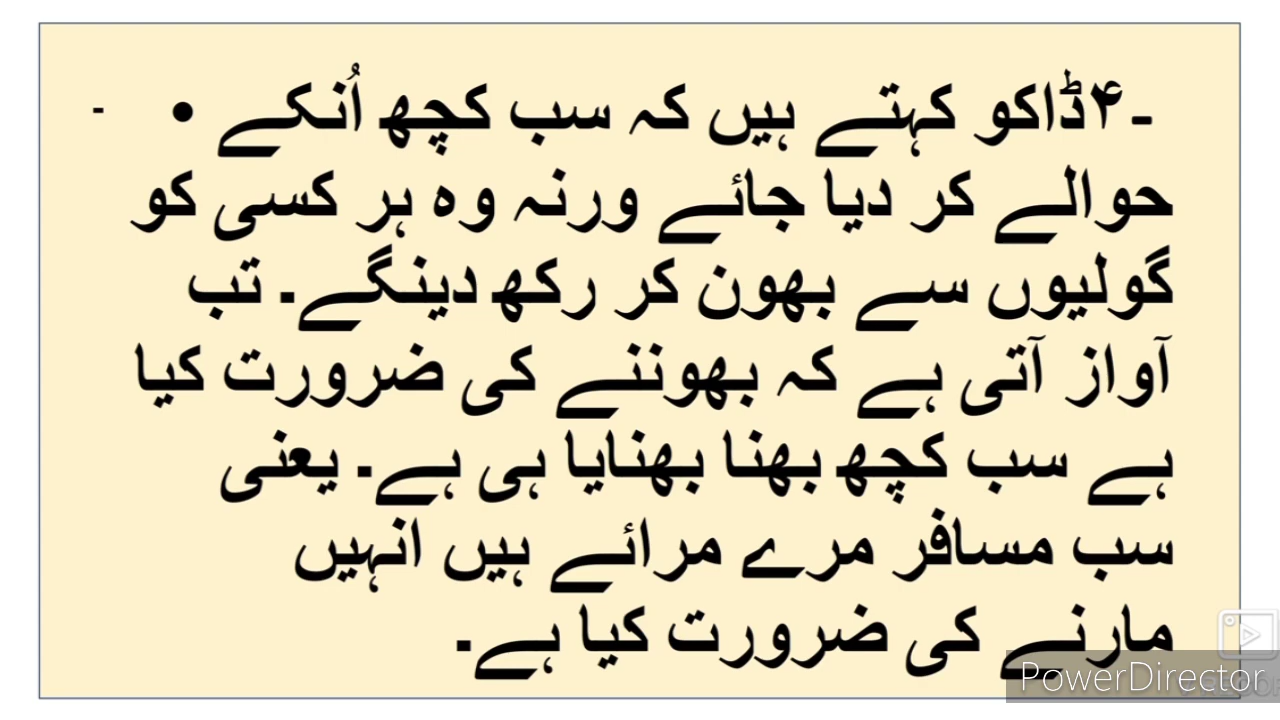 ۴۔ڈاکو کہتے ہیں کہ سب کچھ اُنکے • -
حوالے کر دیا جائے ورنہ وہ ہر کسی کو
گولیوں سے بھون کر رکھ دینگے۔ تب
آواز آتی ہے کہ بھوننے کی ضرورت کیا
ہے سب کچھ بھنا بھنایا ہی ہے۔ یعنی
سب مسافر مرے مرائے ہیں انہیں
مارنے کی ضرورت کیا ہے۔
PowerDirector